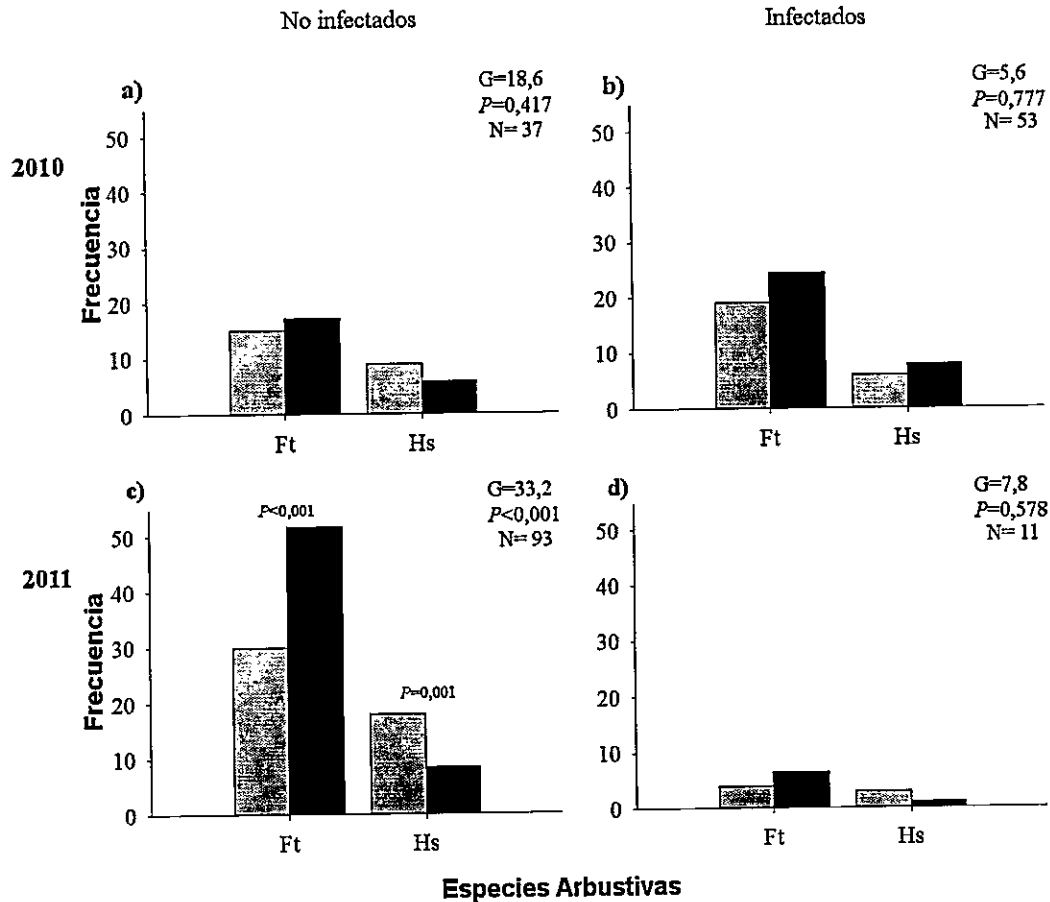 No infectados
Infectados
a)
G=18,6
P=0,417
N= 37
b)
G=5,6
P=0,777
N= 53
2010
Frecuencia
50
40
30
20
10
0
Ft
Hs
50
40
30
20
10
0
Ft
Hs
c)
P<0,001
G=33,2
P<0,001
N= 93
P=0,001
d)
G=7,8
P=0,578
N= 11
2011
Frecuencia
50
40
30
20
10
0
Ft
Hs
50
40
30
20
10
0
Ft
Hs
Especies Arbustivas